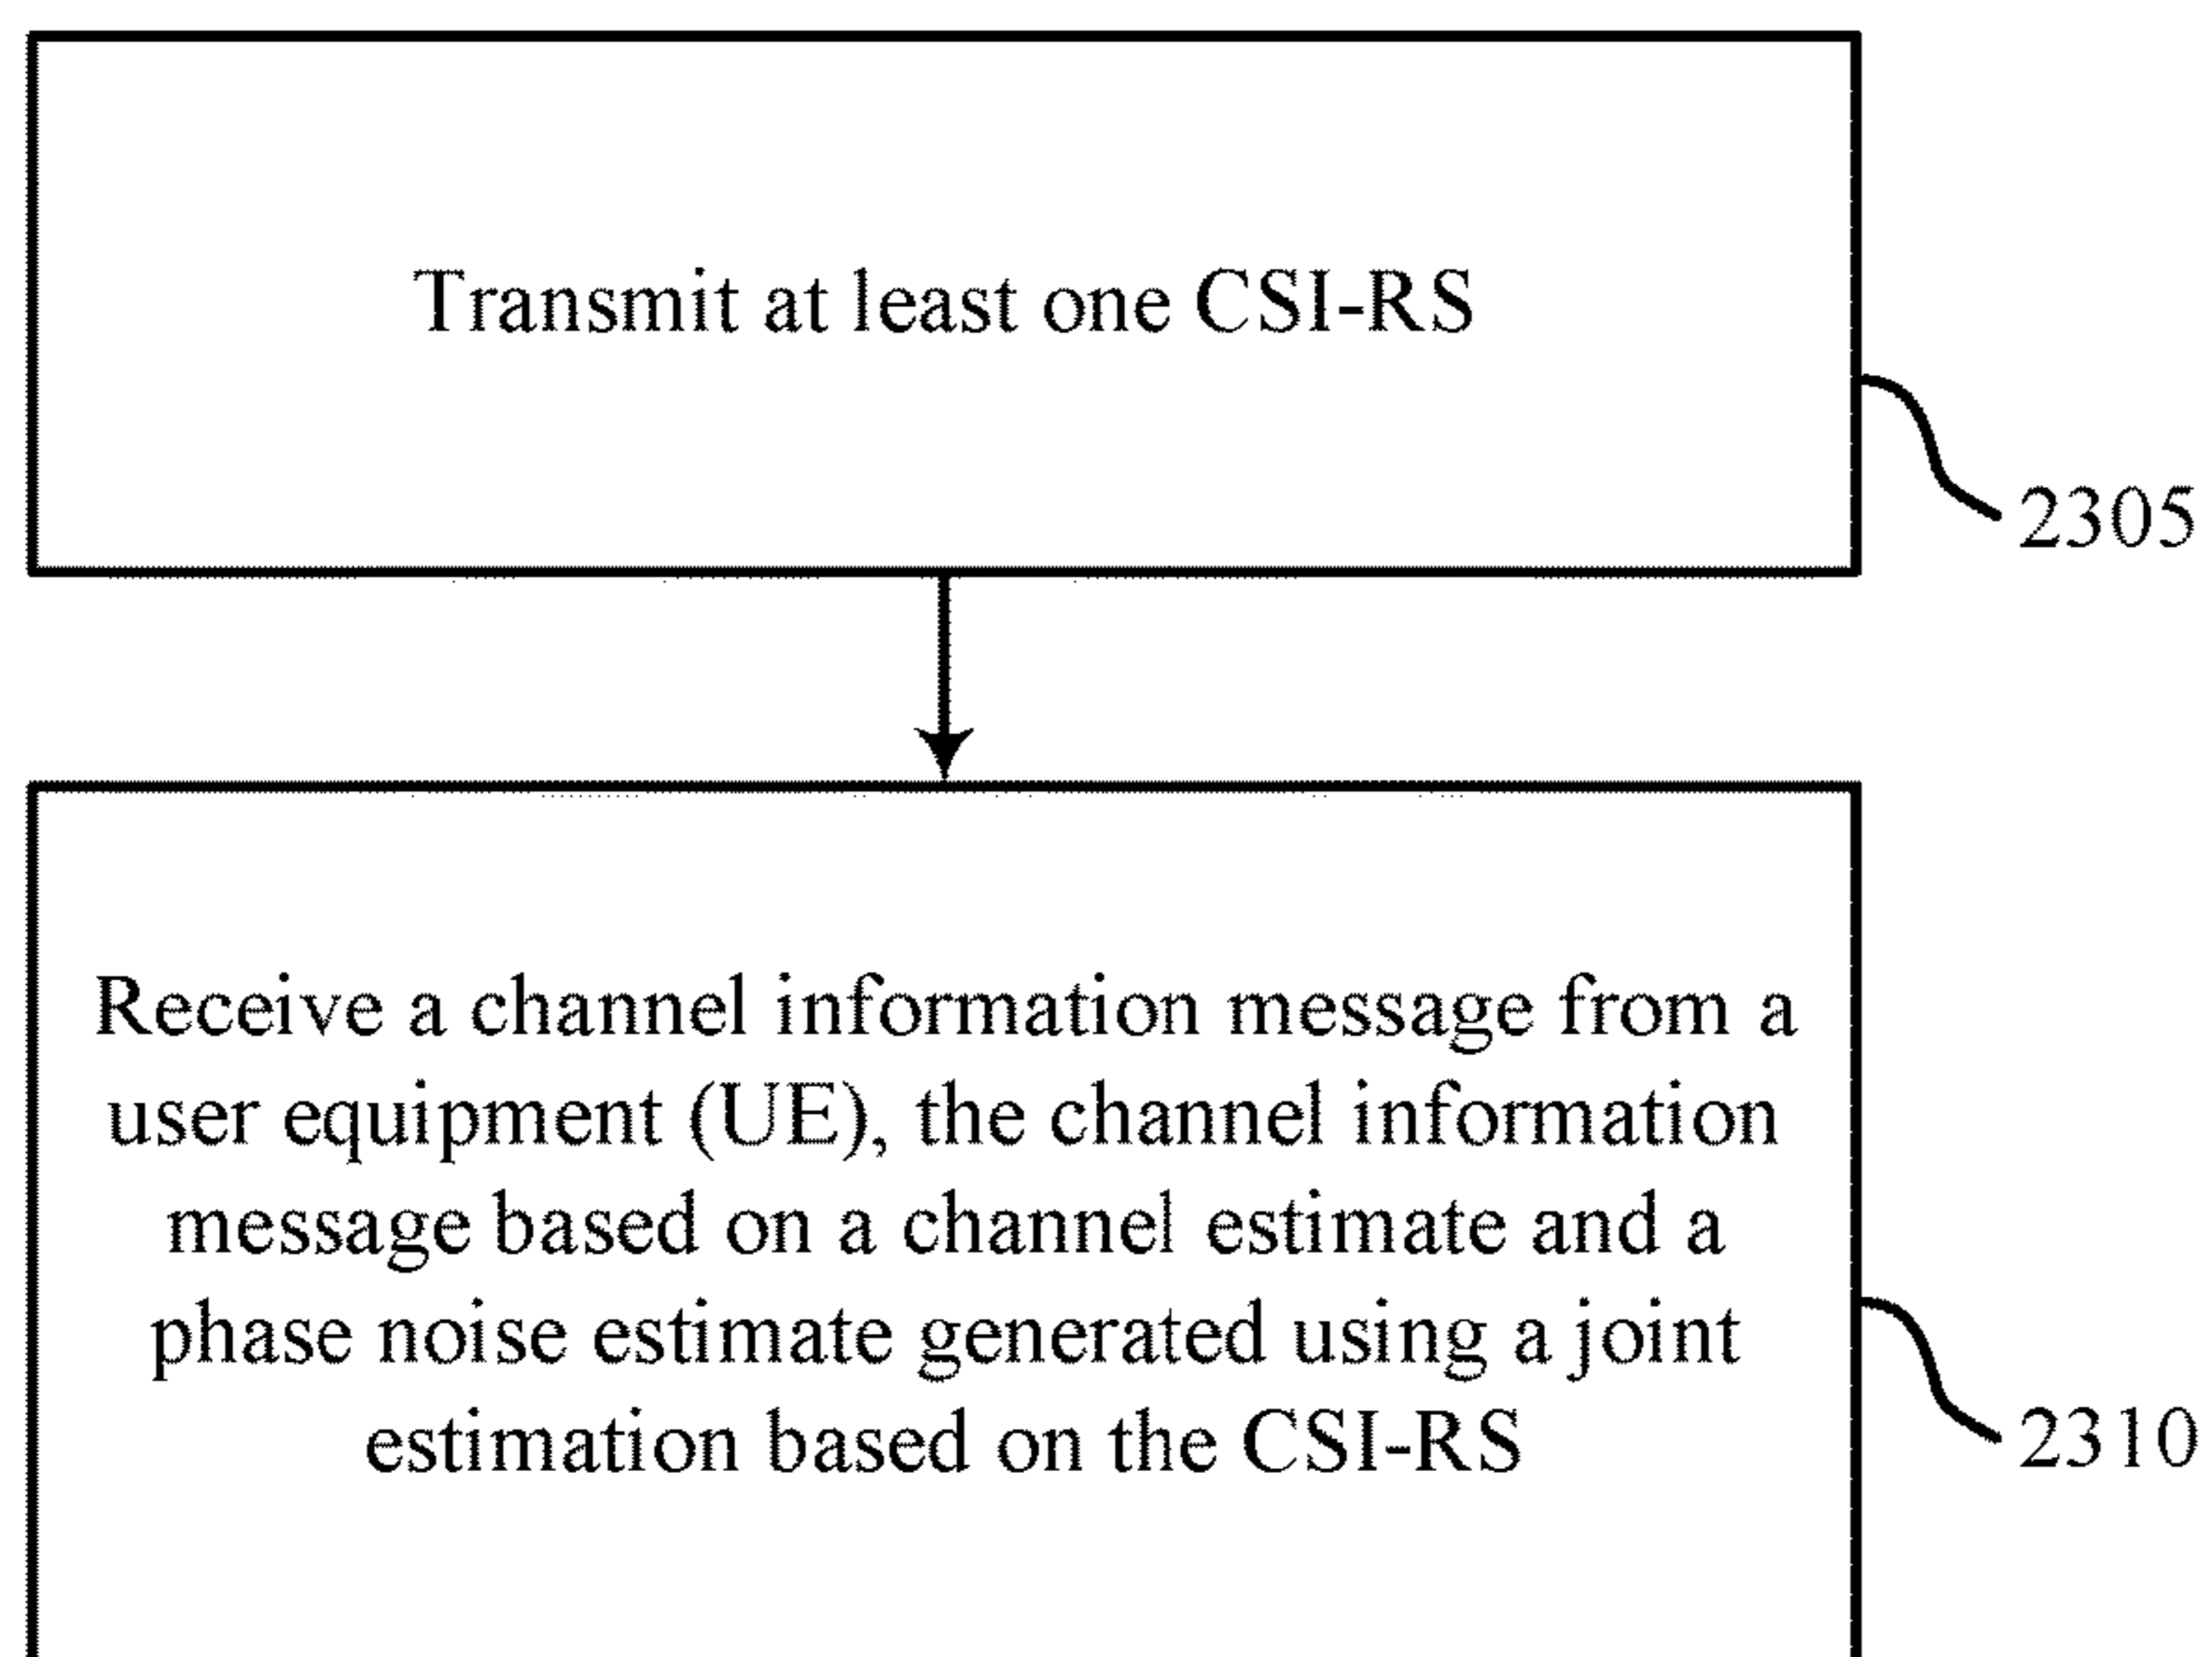 Transmit at least one CSI-RS
2305
Receive a channel information message from a
user equipment (UE), the channel information
message based on a channel estimate and a
phase noise estimate generated using a joint
estimation based on the CSI-RS
2310